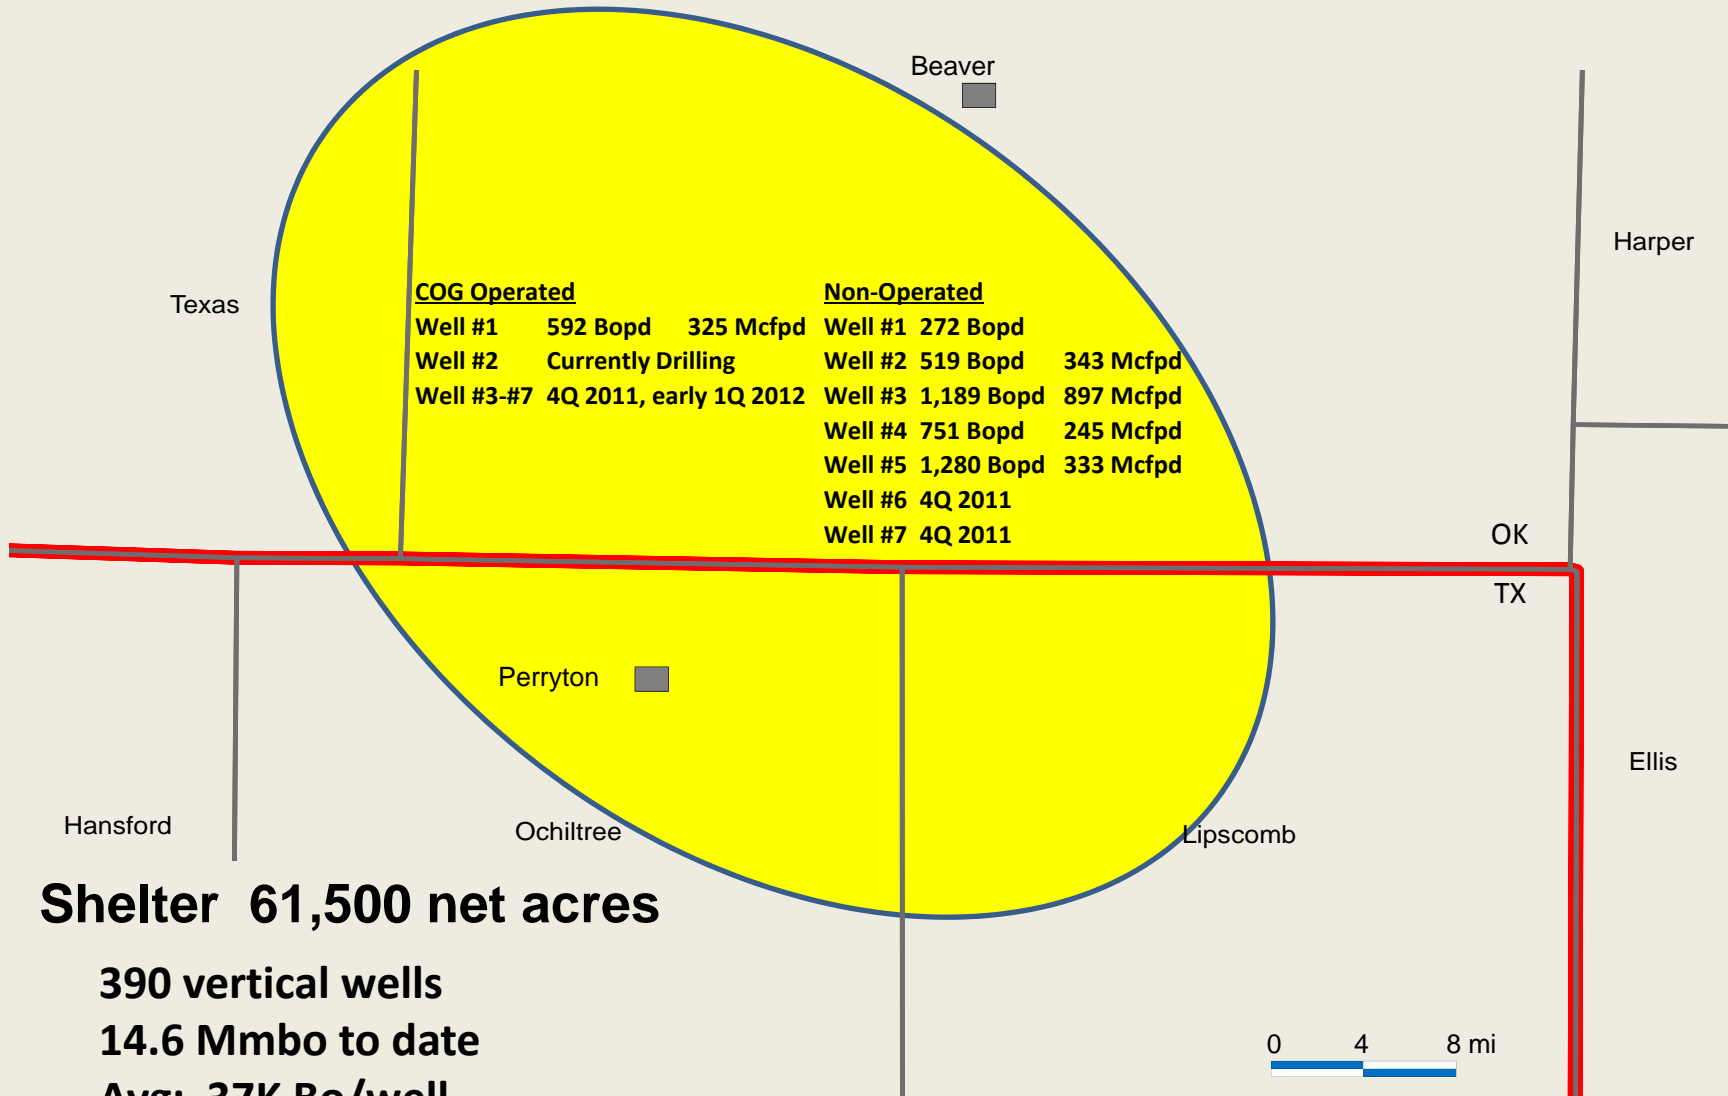 Beaver
Harper
Texas
COG Operated
Well #1 592 Bopd 325 Mcfpd
Well #2 Currently Drilling
Well #3-#7 4Q 2011, early 1Q 2012
Non-Operated
Well #1 272 Bopd
Well #2 519 Bopd 343 Mcfpd
Well #3 1,189 Bopd 897 Mcfpd
Well #4 751 Bopd 245 Mcfpd
Well #5 1,280 Bopd 333 Mcfpd
Well #6 4Q 2011
Well #7 4Q 2011
OK
TX
Perryton
Ellis
Hansford
Ochiltree
Lipscomb
Shelter 61,500 net acres
390 vertical wells
14.6 Mmbo to date
Avg: 37K Bo/well
0 4 8 mi